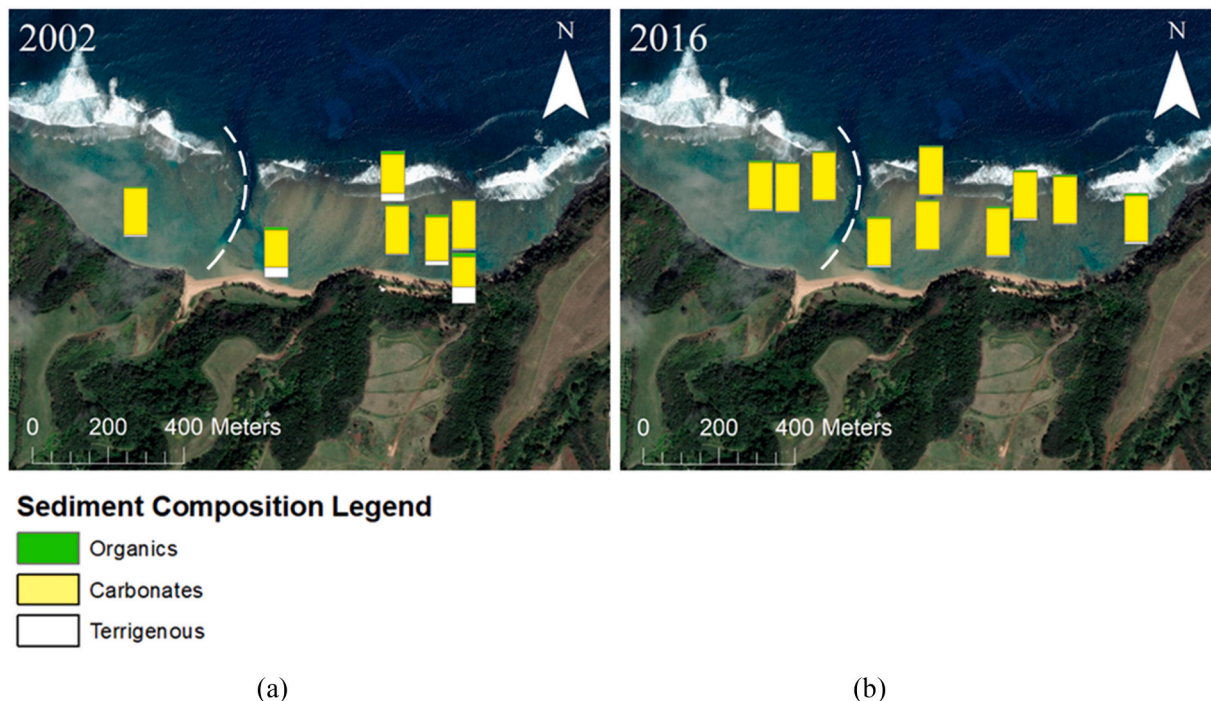 2002
N
0 200 400 Meters
2016
N
0 200 400 Meters
Sediment Composition Legend
Organics
Carbonates
Terrigenous
(a)
(b)